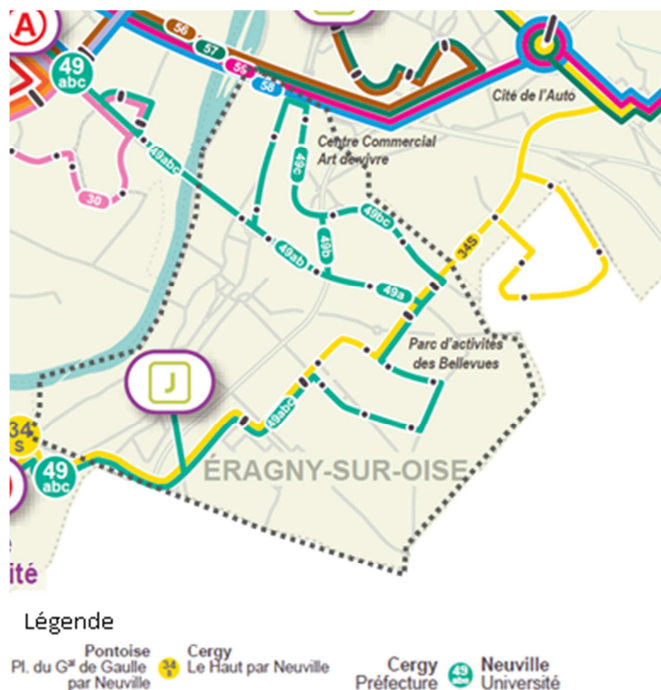 A
49
abc
56
57
55
58
Cité de l'Auto
Centre Commercial
Art de vivre
49abc
49c
30
49bc
34S
49b
49ab
49a
Parc d'activités
des Bellevues
J
49abc
34
S
49
abc
ÉRAGNY-SUR-OISE
ité
Légende
Pontoise
Pl. du Gal de Gaulle
par Neuville
34
S
Cergy
Le Haut par Neuville
Cergy
Préfecture
49
abc
Neuville
Université